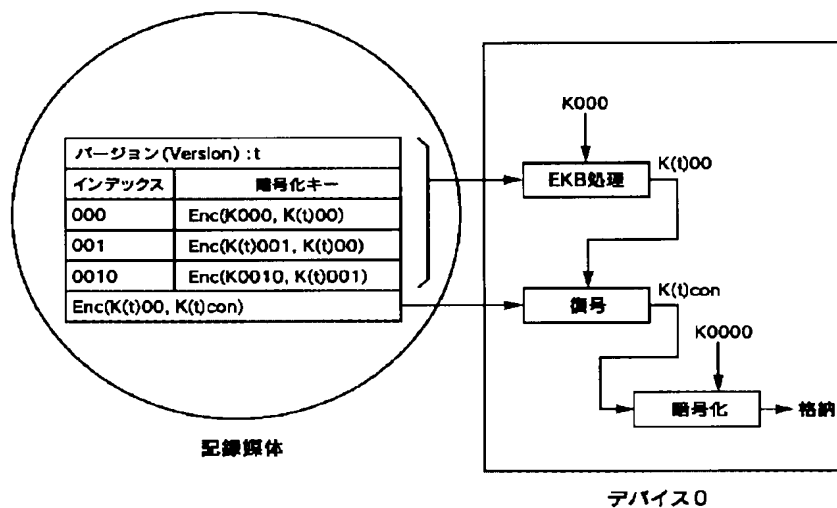 バージョン(Version):t
インデックス 暗号化キー
000 Enc(K000, K(t)00)
001 Enc(K(t)001, K(t)00)
0010 Enc(K0010, K(t)001)
Enc(K(t)00, K(t)con)
記録媒体
K000
EKB処理
K(t)00
復号
K(t)con
K0000
暗号化
格納
デバイス0